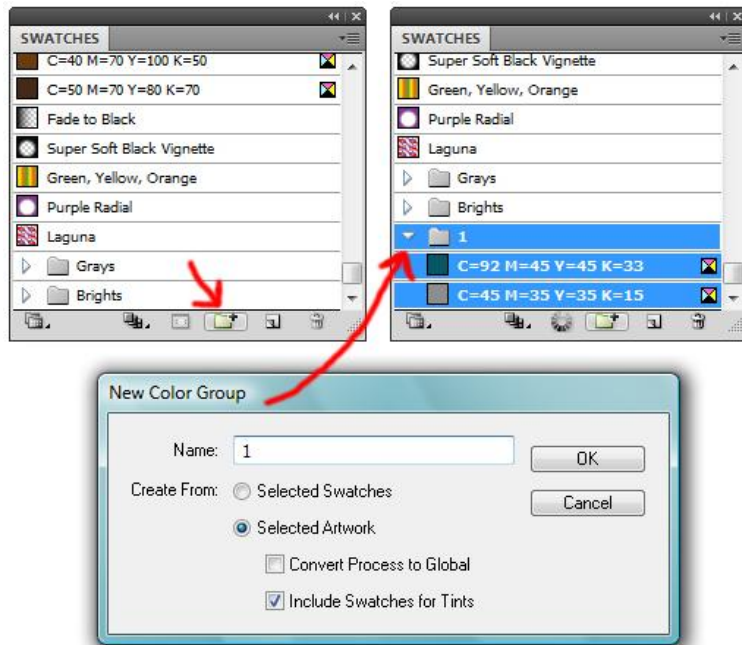 SWATCHES
C=40 M=70 Y=100 K=50
C=50 M=70 Y=80 K=70
Fade to Black
Super Soft Black Vignette
Green, Yellow, Orange
Purple Radial
Laguna
Grays
Brights
SWATCHES
Super Soft Black Vignette
Green, Yellow, Orange
Purple Radial
Laguna
Grays
Brights
1
C=92 M=45 Y=45 K=33
C=45 M=35 Y=35 K=15
New Color Group
Name: 1
OK
Create From: Selected Swatches
Cancel
Selected Artwork
Convert Process to Global
Include Swatches for Tints